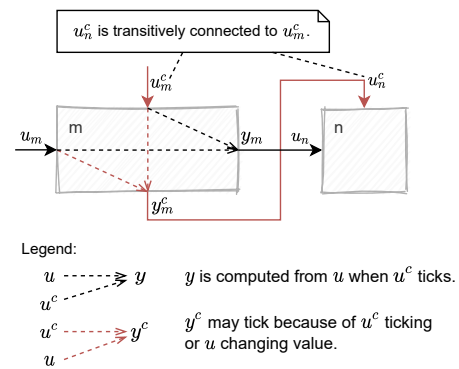 u_n^c is transitively connected to u_m^c.
u_m^c
u_n^c
u_m
m
y_m
u_n
n
y_m^c
Legend:
u
y
u^c
y is computed from u when u^c ticks.
u^c
y^c
u
y^c may tick because of u^c ticking
or u changing value.